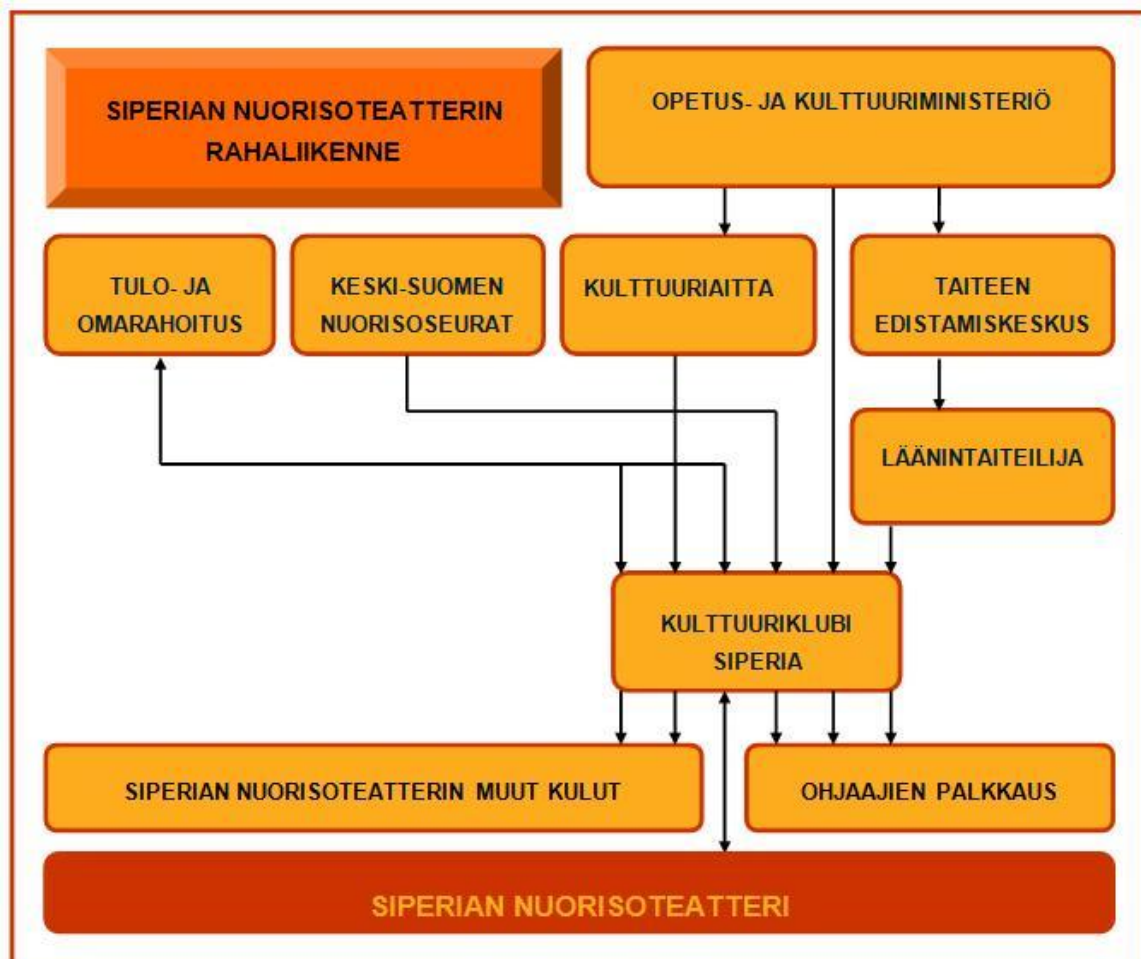 SIPERIAN NUORISOTEATTERIN
RAHALIIKENNE
OPETUS- JA KULTTUURIMINISTERIÖ
TULO- JA
OMARAHOITUS
KESKI-SUOMEN
NUORISOSEURAT
KULTTUURIAITTA
TAITEEN
EDISTAMISKESKUS
LÄÄNINTAITEILIJA
KULTTUURIKLUBI
SIPERIA
SIPERIAN NUORISOTEATTERIN MUUT KULUT
OHJAAJIEN PALKKAUS
SIPERIAN NUORISOTEATTERI